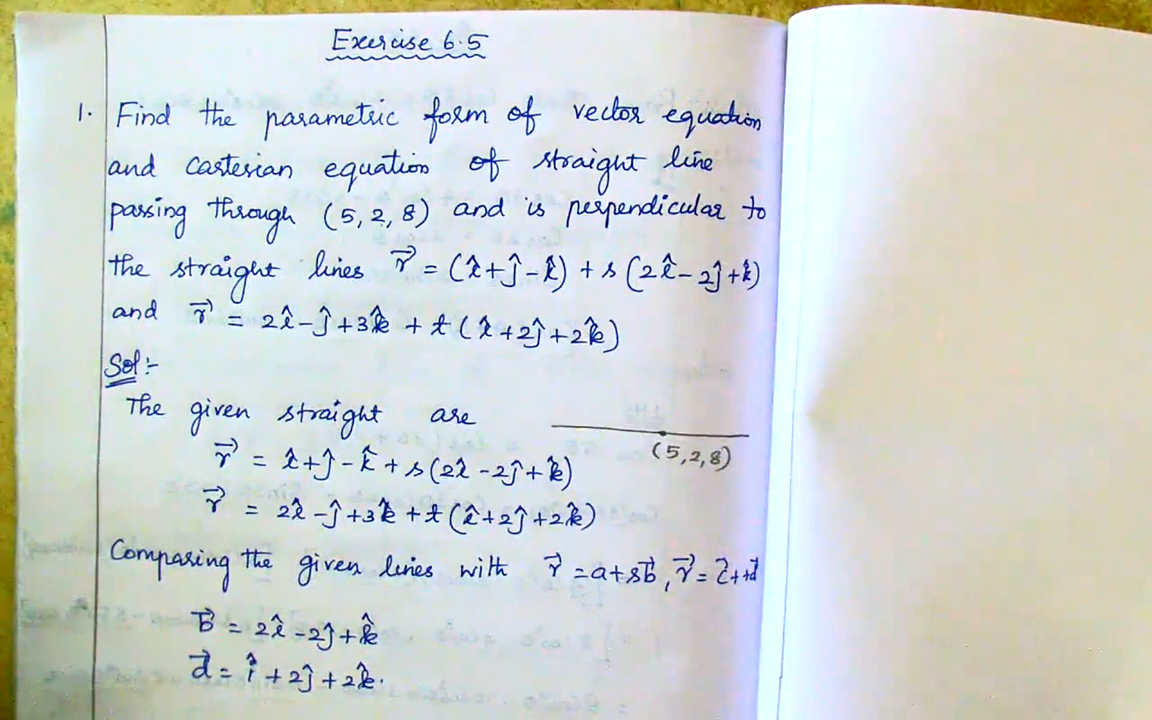 Exercise 6.5
1. Find the parametric form of vector equation
and cartesian equation of straight line
passing through (5, 2, 8) and is perpendicular to
the straight lines r⃗ = (î+ĵ-k̂) + s (2î-2ĵ+k̂)
and r⃗ = 2î-ĵ+3k̂ + t (î+2ĵ+2k̂)
Sol:-
The given straight are
(5,2,8)
r⃗ = î+ĵ-k̂+s(2î-2ĵ+k̂)
r⃗ = 2î-ĵ+3k̂+t(î+2ĵ+2k̂)
Comparing the given lines with r⃗ =a+sb⃗, r⃗= c⃗+td⃗
b⃗ = 2î-2ĵ+k̂
d⃗ = î+2ĵ+2k̂.